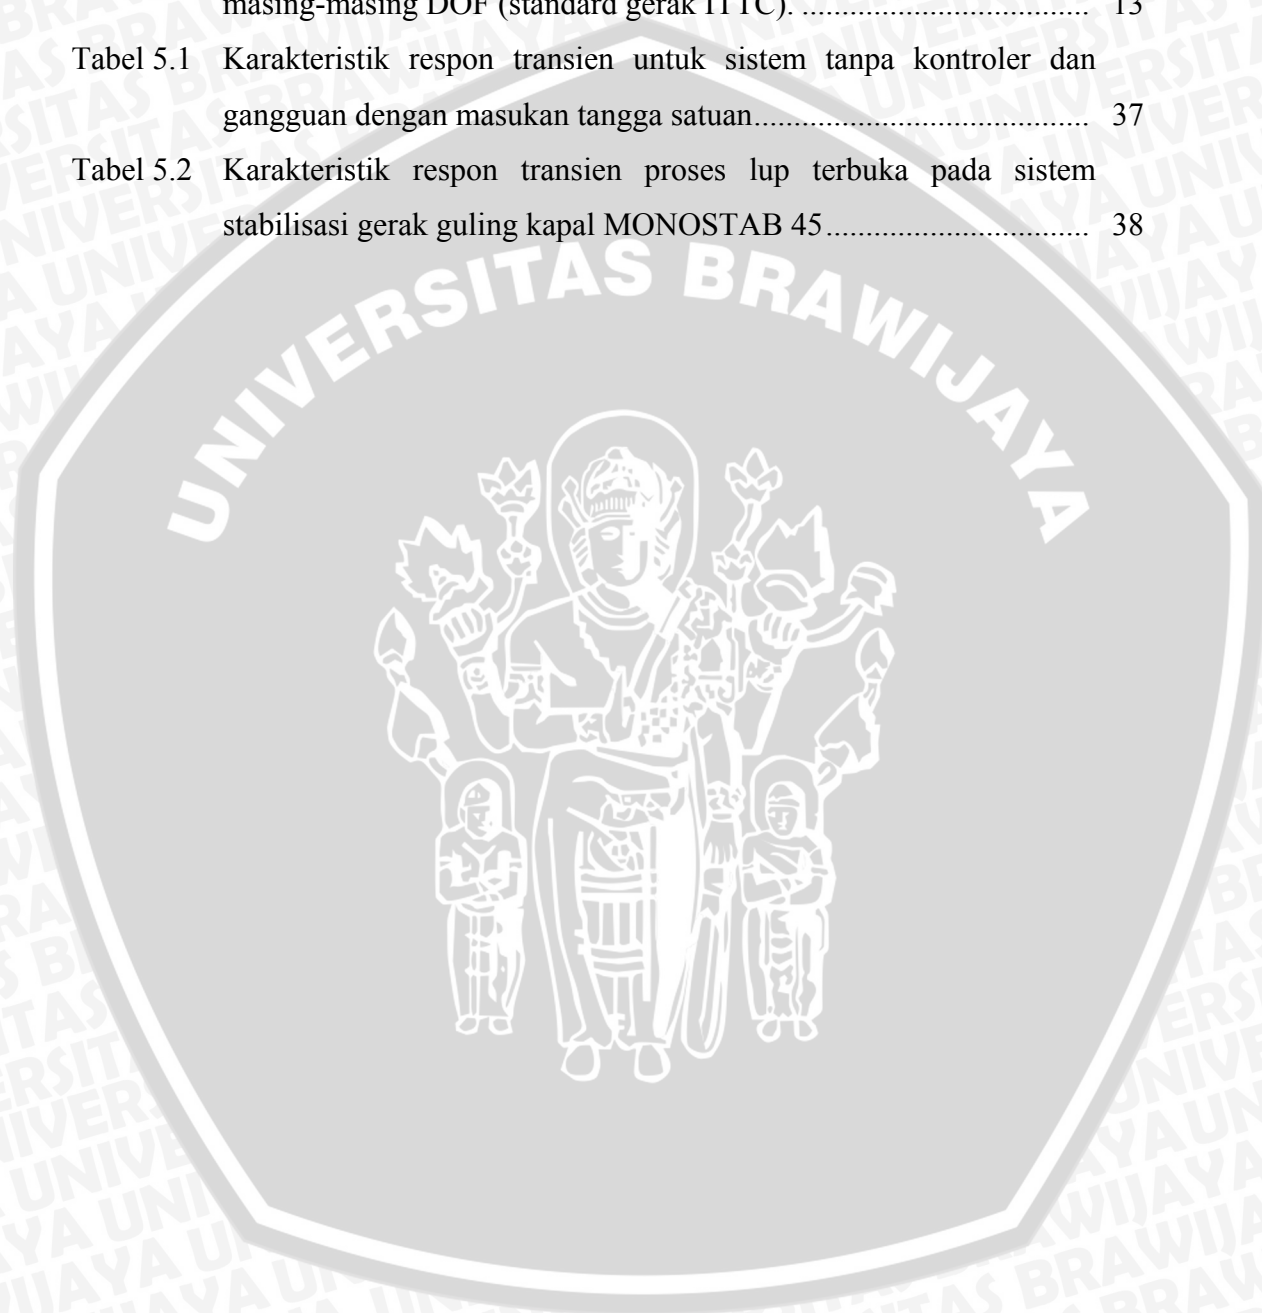 masing-masing DOF (standard gerak ITTC). .................................... 13
Tabel 5.1 Karakteristik respon transien untuk sistem tanpa kontroler dan
gangguan dengan masukan tangga satuan.......................................... 37
Tabel 5.2 Karakteristik respon transien proses lup terbuka pada sistem
stabilisasi gerak guling kapal MONOSTAB 45................................. 38
UNIVERSITAS BRAWIJAYA